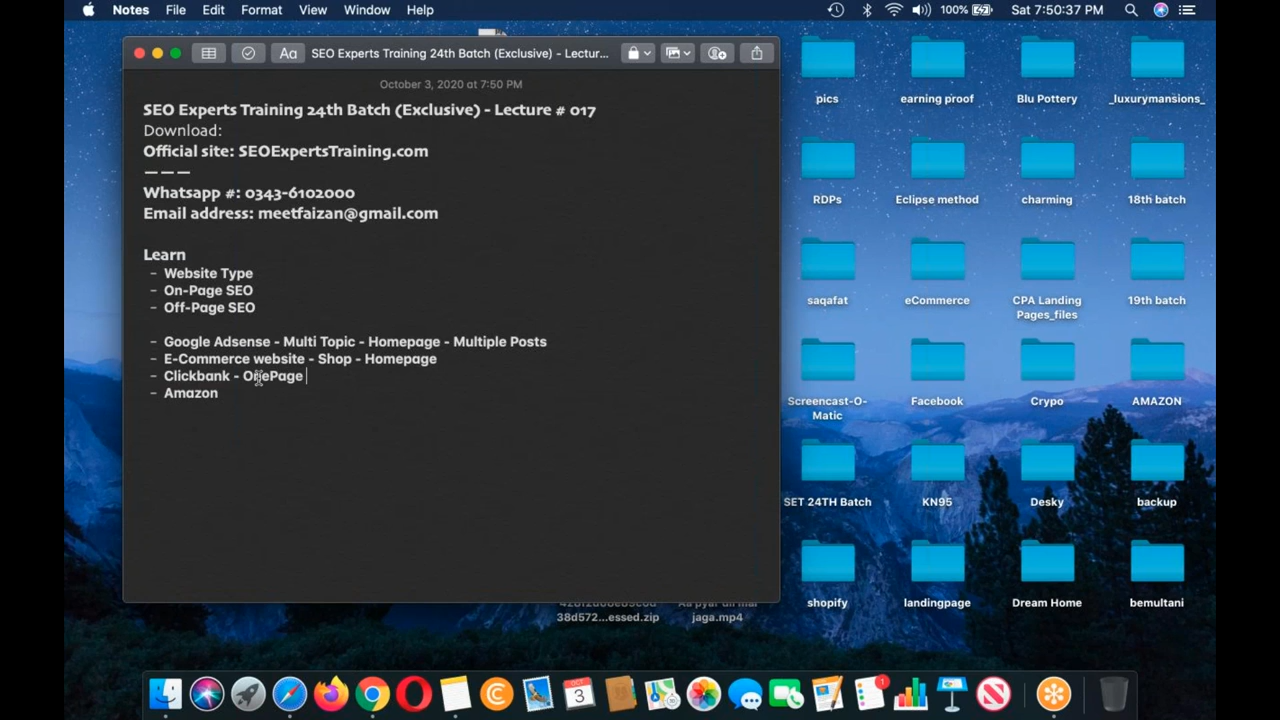 Notes File Edit Format View Window Help 100% Sat 7:50:37 PM
Aa SEO Experts Training 24th Batch (Exclusive) - Lectur...
October 3, 2020 at 7:50 PM
SEO Experts Training 24th Batch (Exclusive) - Lecture # 017
Download:
Official site: SEOExpertsTraining.com
———
Whatsapp #: 0343-6102000
Email address: meetfaizan@gmail.com
Learn
- Website Type
- On-Page SEO
- Off-Page SEO
- Google Adsense - Multi Topic - Homepage - Multiple Posts
- E-Commerce website - Shop - Homepage
- Clickbank - OnePage
- Amazon
pics earning proof Blu Pottery _luxurymansions_
RDPs Eclipse method charming 18th batch
saqafat eCommerce CPA Landing Pages_files 19th batch
Screencast-O-Matic Facebook Crypo AMAZON
SET 24TH Batch KN95 Desky backup
shopify landingpage Dream Home bemultani
38d572...essed.zip jaga.mp4
OCT
3
1